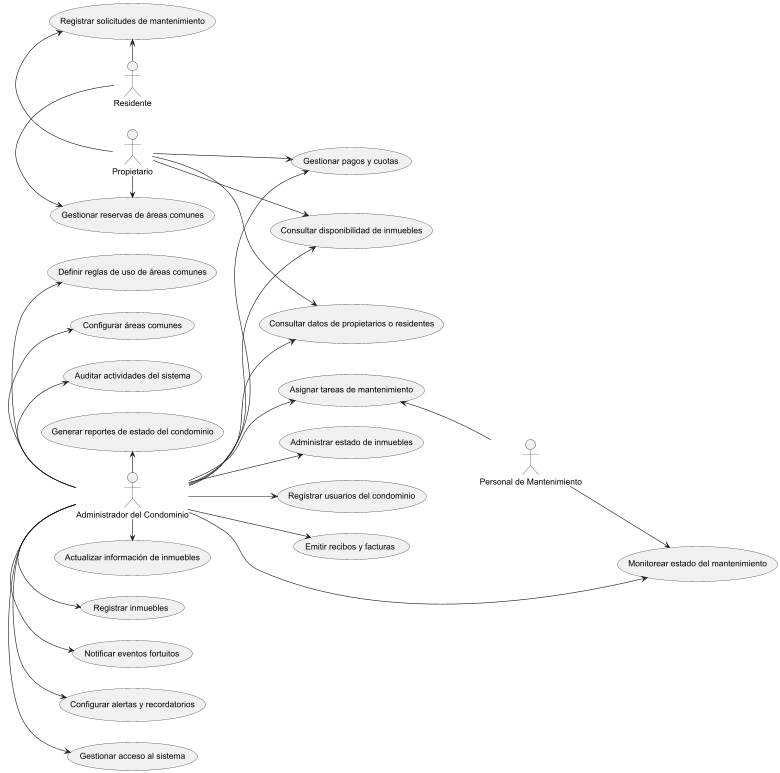 Registrar solicitudes de mantenimiento
Residente
Propietario
Gestionar pagos y cuotas
Gestionar reservas de áreas comunes
Consultar disponibilidad de inmuebles
Definir reglas de uso de áreas comunes
Configurar áreas comunes
Consultar datos de propietarios o residentes
Auditar actividades del sistema
Asignar tareas de mantenimiento
Generar reportes de estado del condominio
Administrar estado de inmuebles
Personal de Mantenimiento
Registrar usuarios del condominio
Administrador del Condominio
Emitir recibos y facturas
Actualizar información de inmuebles
Monitorear estado del mantenimiento
Registrar inmuebles
Notificar eventos fortuitos
Configurar alertas y recordatorios
Gestionar acceso al sistema